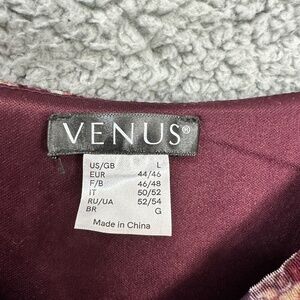 VENUS®
US/GB L
EUR 44/46
F/B 46/48
IT 50/52
RU/UA 52/54
BR G
Made in China